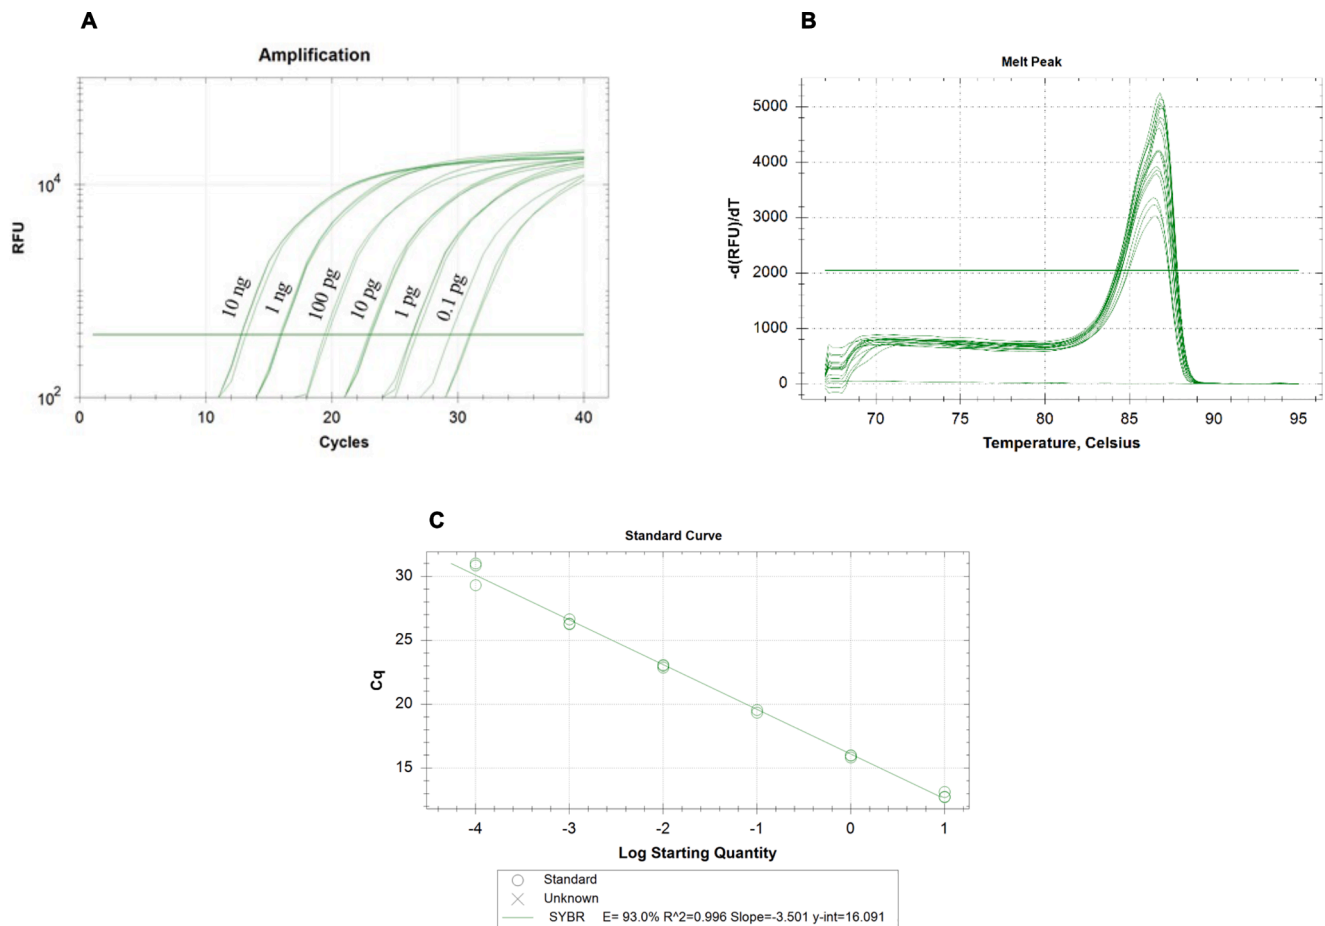 A
Amplification
RFU
10^4
10^2
10 ng
1 ng
100 pg
10 pg
1 pg
0.1 pg
0
10
20
30
40
Cycles
B
Melt Peak
-d(RFU)/dT
5000
4000
3000
2000
1000
0
70
75
80
85
90
95
Temperature, Celsius
C
Standard Curve
Cq
30
25
20
15
-4
-3
-2
-1
0
1
Log Starting Quantity
Standard
Unknown
SYBR E= 93.0% R^2=0.996 Slope=-3.501 y-int=16.091